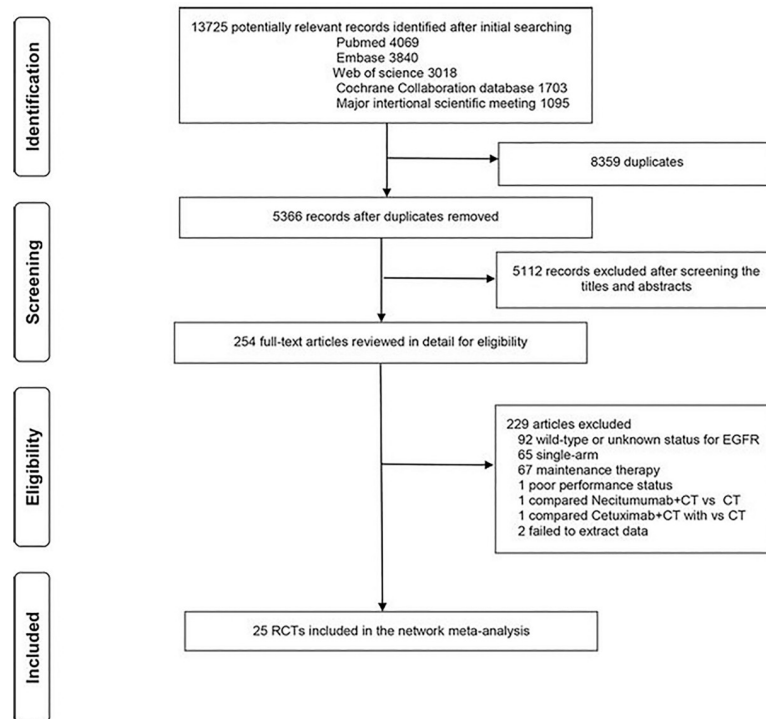 Identification
13725 potentially relevant records identified after initial searching
Pubmed 4069
Embase 3840
Web of science 3018
Cochrane Collaboration database 1703
Major intertional scientific meeting 1095
8359 duplicates
Screening
5366 records after duplicates removed
5112 records excluded after screening the
titles and abstracts
254 full-text articles reviewed in detail for eligibility
Eligibility
229 articles excluded
92 wild-type or unknown status for EGFR
65 single-arm
67 maintenance therapy
1 poor performance status
1 compared Necitumumab+CT vs CT
1 compared Cetuximab+CT with vs CT
2 failed to extract data
Included
25 RCTs included in the network meta-analysis